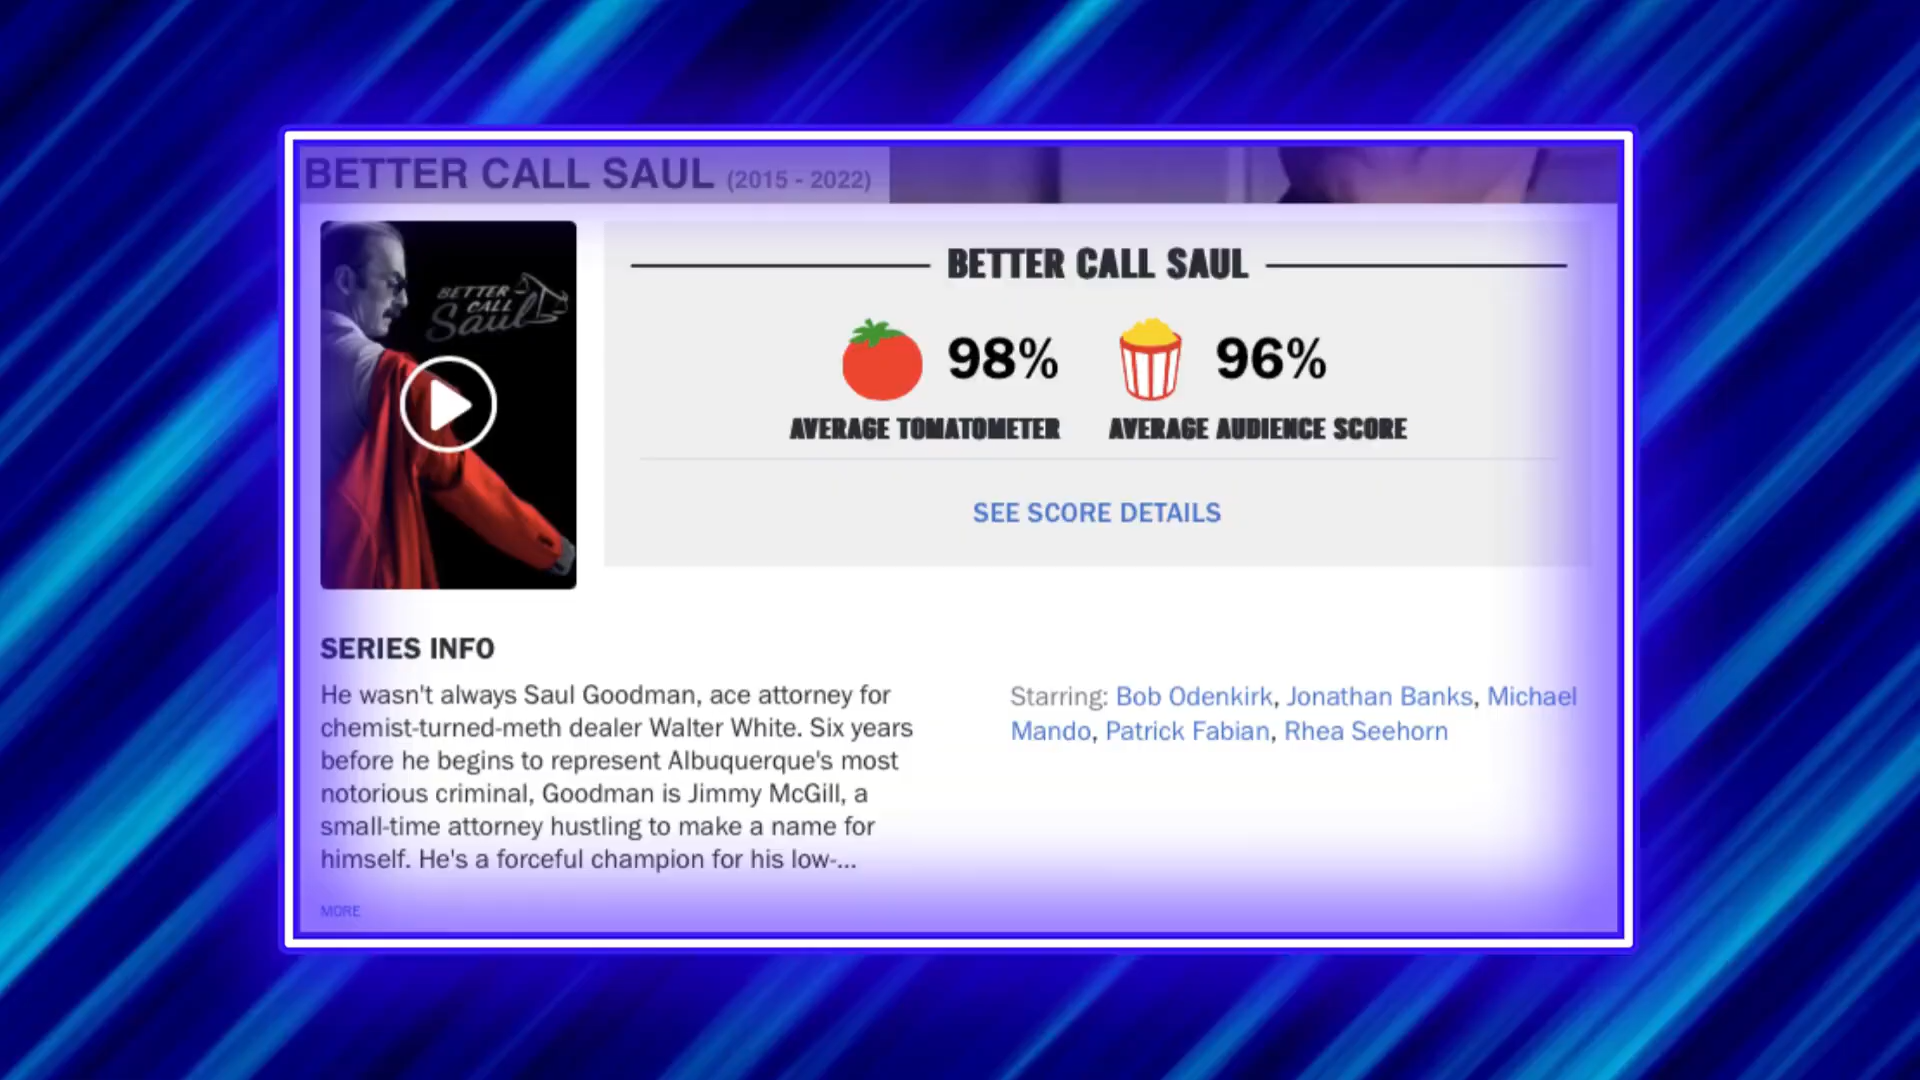 BETTER CALL SAUL (2015 - 2022)
BETTER
CALL
Saul
BETTER CALL SAUL
98% 96%
AVERAGE TOMATOMETER AVERAGE AUDIENCE SCORE
SEE SCORE DETAILS
SERIES INFO
He wasn't always Saul Goodman, ace attorney for
chemist-turned-meth dealer Walter White. Six years
before he begins to represent Albuquerque's most
notorious criminal, Goodman is Jimmy McGill, a
small-time attorney hustling to make a name for
himself. He's a forceful champion for his low-...
MORE
Starring: Bob Odenkirk, Jonathan Banks, Michael
Mando, Patrick Fabian, Rhea Seehorn